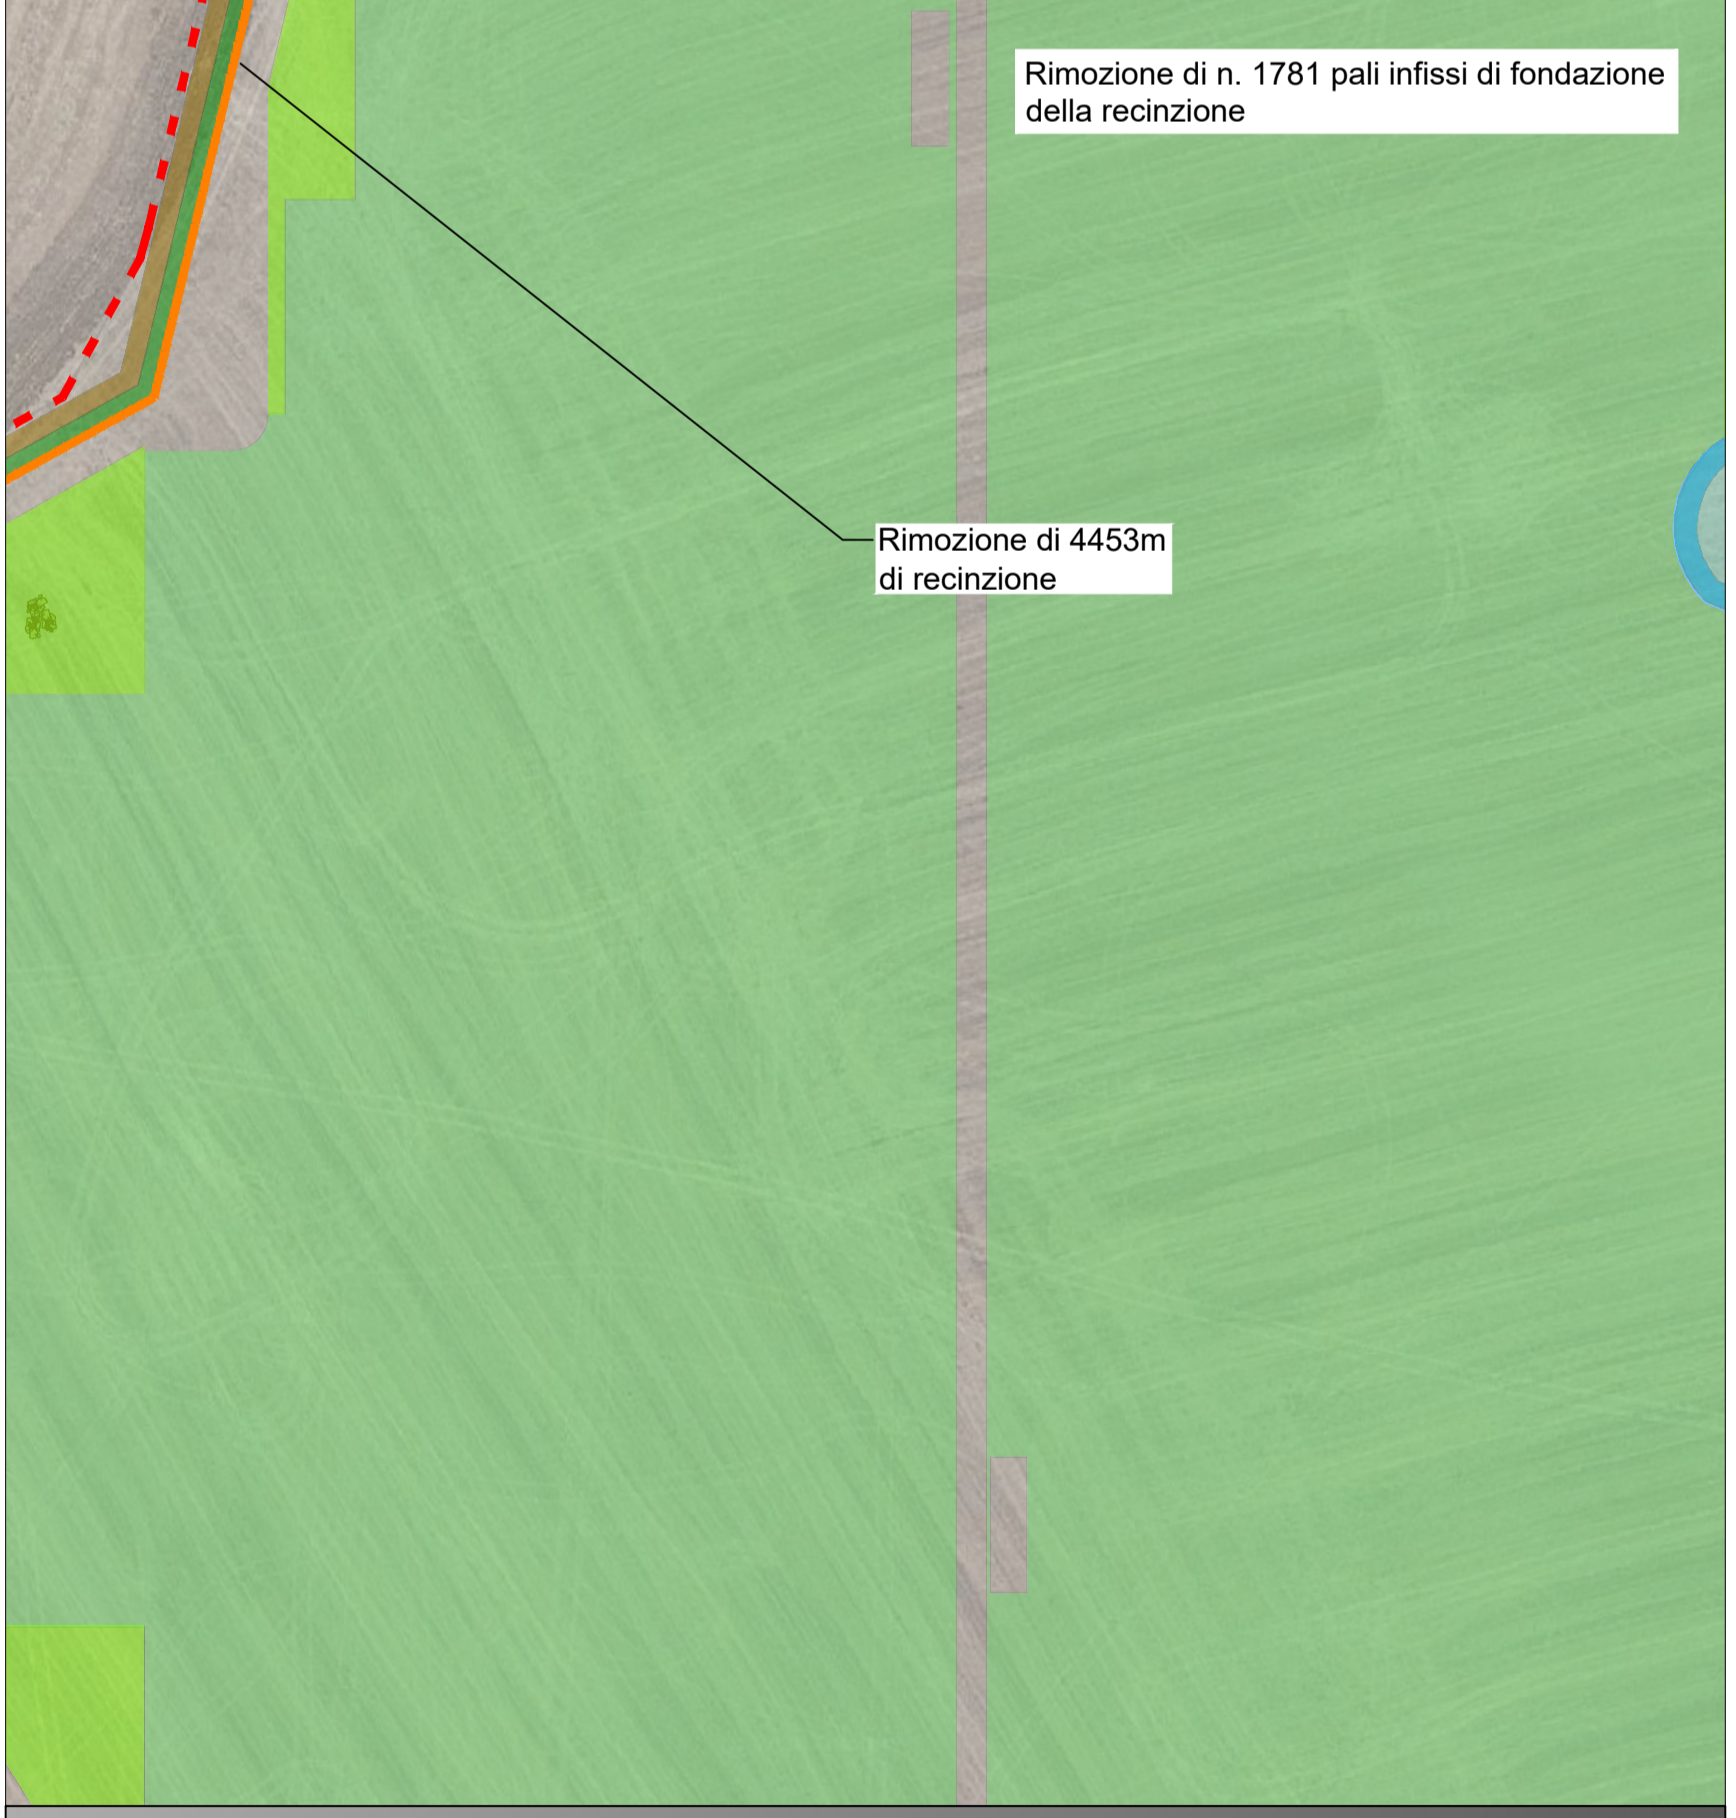 Rimozione di n. 1781 pali infissi di fondazione
della recinzione
Rimozione di 4453m
di recinzione